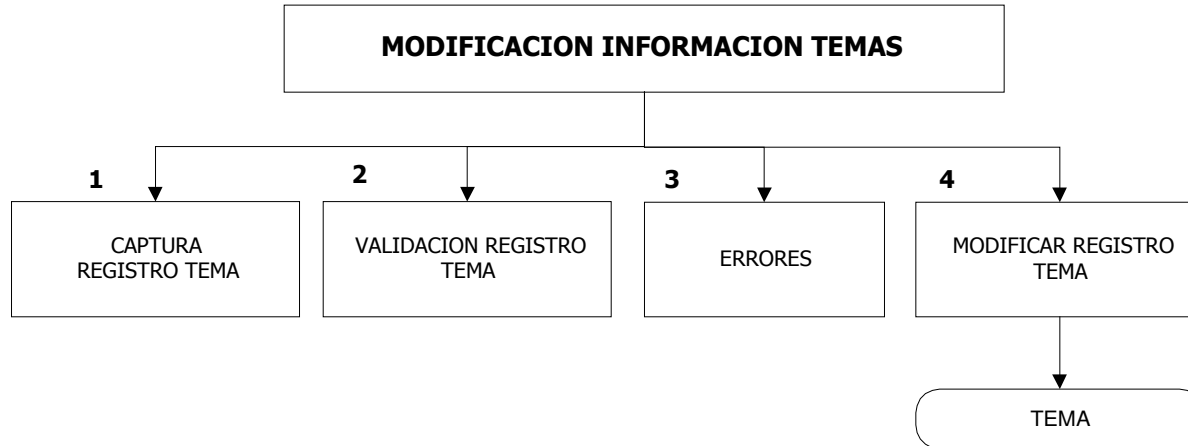 MODIFICACION INFORMACION TEMAS
1
2
3
4
CAPTURA
REGISTRO TEMA
VALIDACION REGISTRO
TEMA
ERRORES
MODIFICAR REGISTRO
TEMA
TEMA